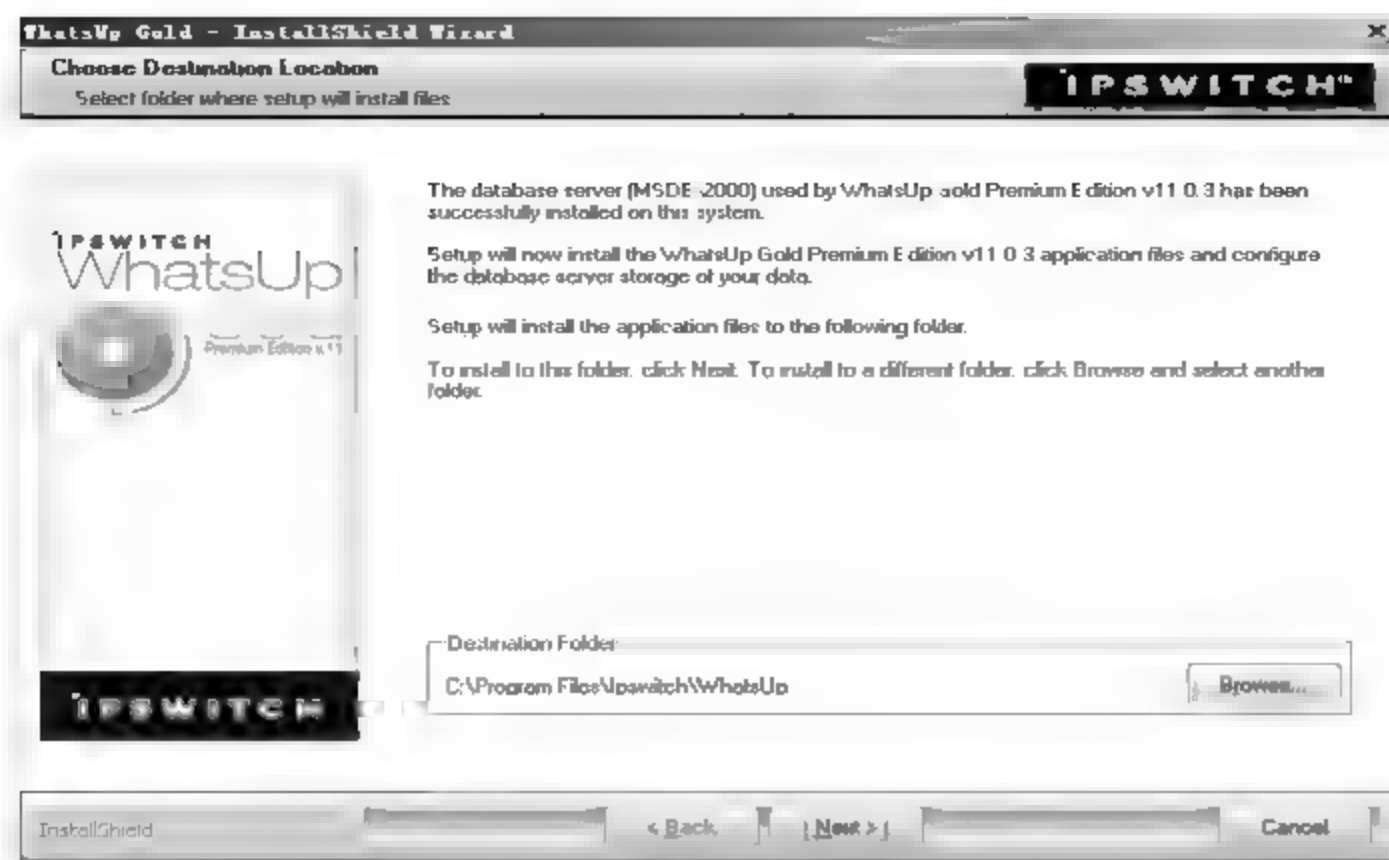 WhatsUp Gold - InstallShield Wizard
Choose Destination Location
Select folder where setup will install files
IPSWITCH
The database server (MSDE 2000) used by WhatsUp Gold Premium Edition v11.0.3 has been
successfully installed on this system.
Setup will now install the WhatsUp Gold Premium Edition v11.0.3 application files and configure
the database server storage of your data.
Setup will install the application files to the following folder.
To install to this folder, click Next. To install to a different folder, click Browse and select another
folder.
IPSWITCH
WhatsUp
Premium Edition v.11
Destination Folder
C:\Program Files\Ipswitch\WhatsUp
Browse...
IPSWITCH
InstallShield
< Back
Next >
Cancel